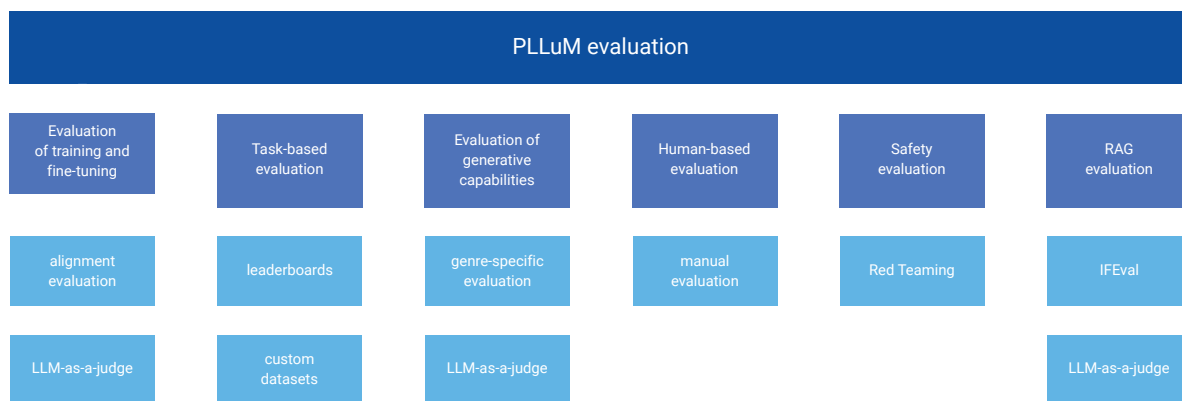 PLLuM evaluation
Evaluation
of training and
fine-tuning
Task-based
evaluation
Evaluation of
generative
capabilities
Human-based
evaluation
Safety
evaluation
RAG
evaluation
alignment
evaluation
leaderboards
genre-specific
evaluation
manual
evaluation
Red Teaming
IFEval
LLM-as-a-judge
custom
datasets
LLM-as-a-judge
LLM-as-a-judge